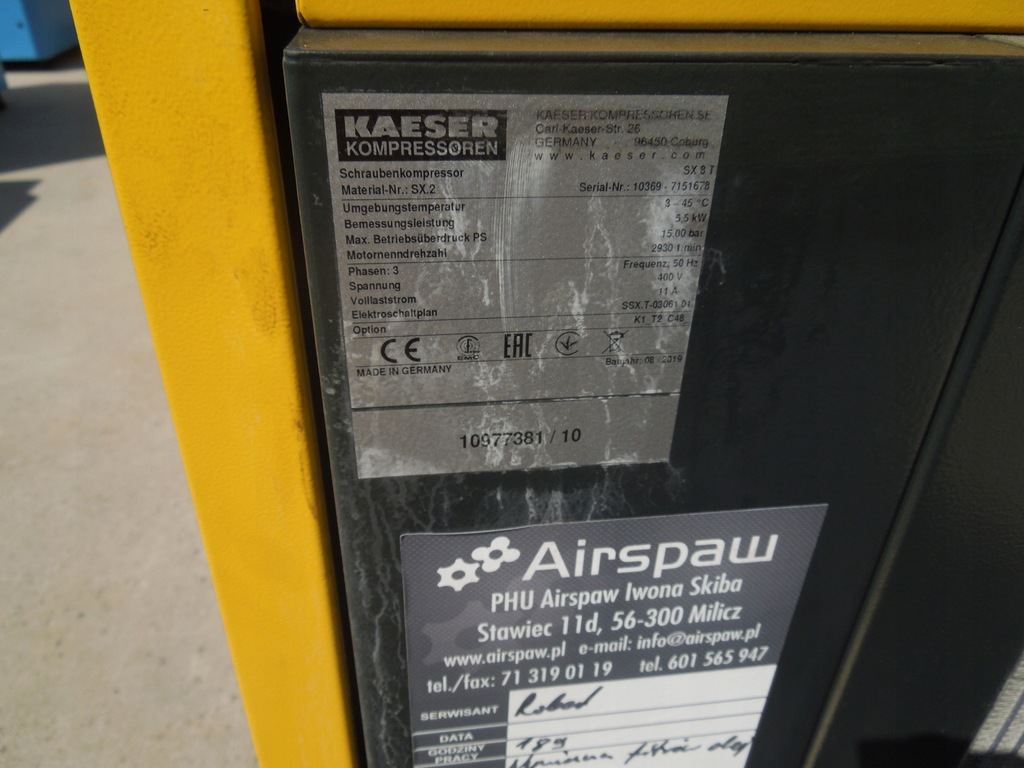 KAESER
KOMPRESSOREN
KAESER KOMPRESSOREN SE
Carl-Kaeser-Str. 26
GERMANY 96450 Coburg
www.kaeser.com
Schraubenkompressor SX 8 T
Material-Nr.: SX.2 Serial-Nr.: 10369 - 7151678
Umgebungstemperatur 3 - 45 °C
Bemessungsleistung 5,5 kW
Max. Betriebsüberdruck PS 15,00 bar
Motornenndrehzahl 2930 1/min
Phasen: 3 Frequenz, 50 Hz
Spannung 400 V
Volllaststrom 11 A
Elektroschaltplan SSX.T-03061.01
Option K1 T2 C48
CE EMC EAC
MADE IN GERMANY Baujahr: 08 - 2019
10977381 / 10
Airspaw
PHU Airspaw Iwona Skiba
Stawiec 11d, 56-300 Milicz
www.airspaw.pl e-mail: info@airspaw.pl
tel./fax: 71 319 01 19 tel. 601 565 947
SERWISANT
DATA
GODZINY PRACY 189